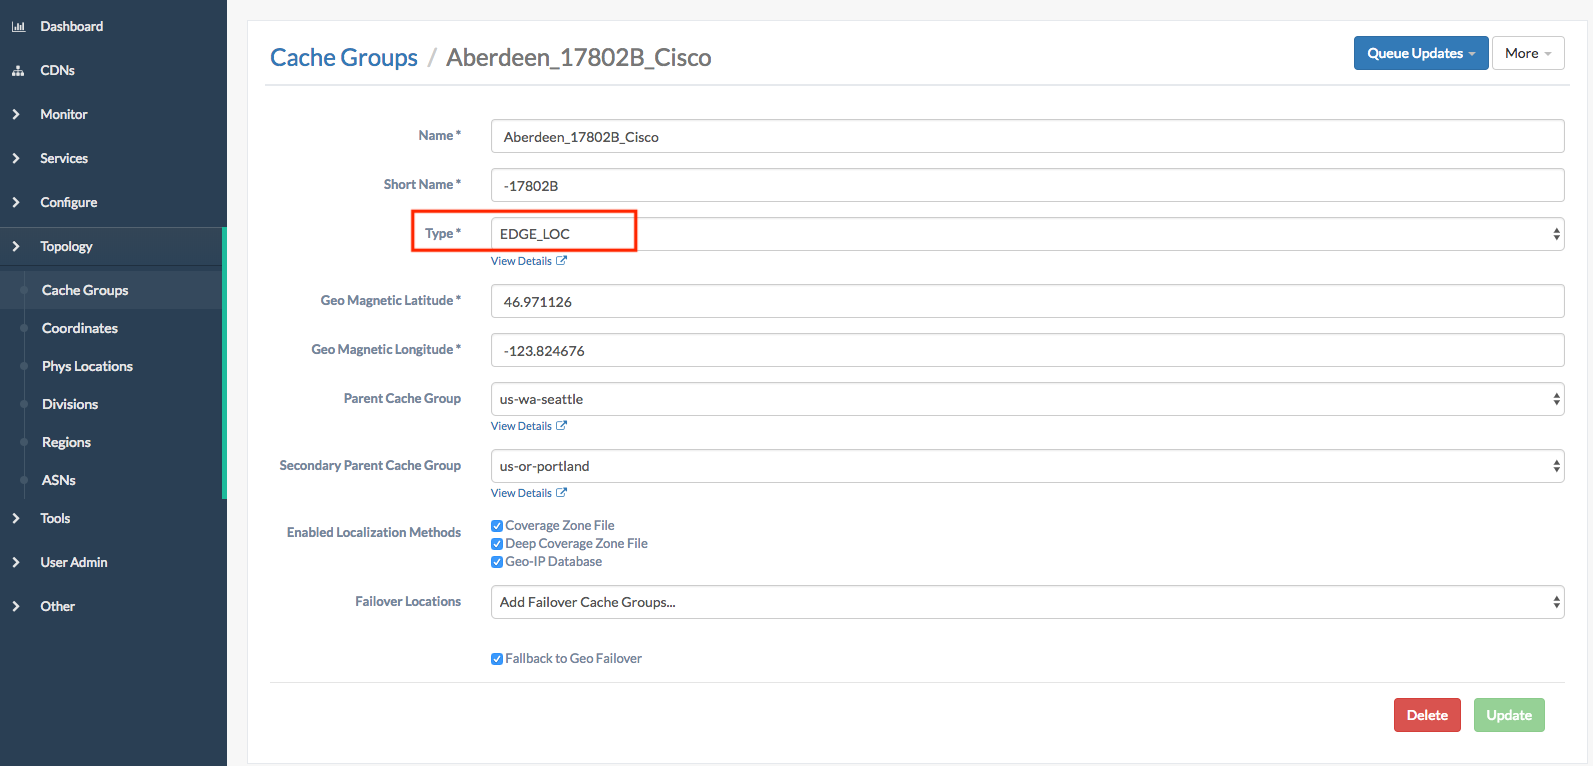 Dashboard
CDNs
Monitor
Services
Configure
Topology
Cache Groups
Coordinates
Phys Locations
Divisions
Regions
ASNs
Tools
User Admin
Other
Cache Groups / Aberdeen_17802B_Cisco
Queue Updates
More
Name *
Aberdeen_17802B_Cisco
Short Name *
-17802B
Type *
EDGE_LOC
View Details
Geo Magnetic Latitude *
46.971126
Geo Magnetic Longitude *
-123.824676
Parent Cache Group
us-wa-seattle
View Details
Secondary Parent Cache Group
us-or-portland
View Details
Enabled Localization Methods
Coverage Zone File
Deep Coverage Zone File
Geo-IP Database
Failover Locations
Add Failover Cache Groups...
Fallback to Geo Failover
Delete
Update